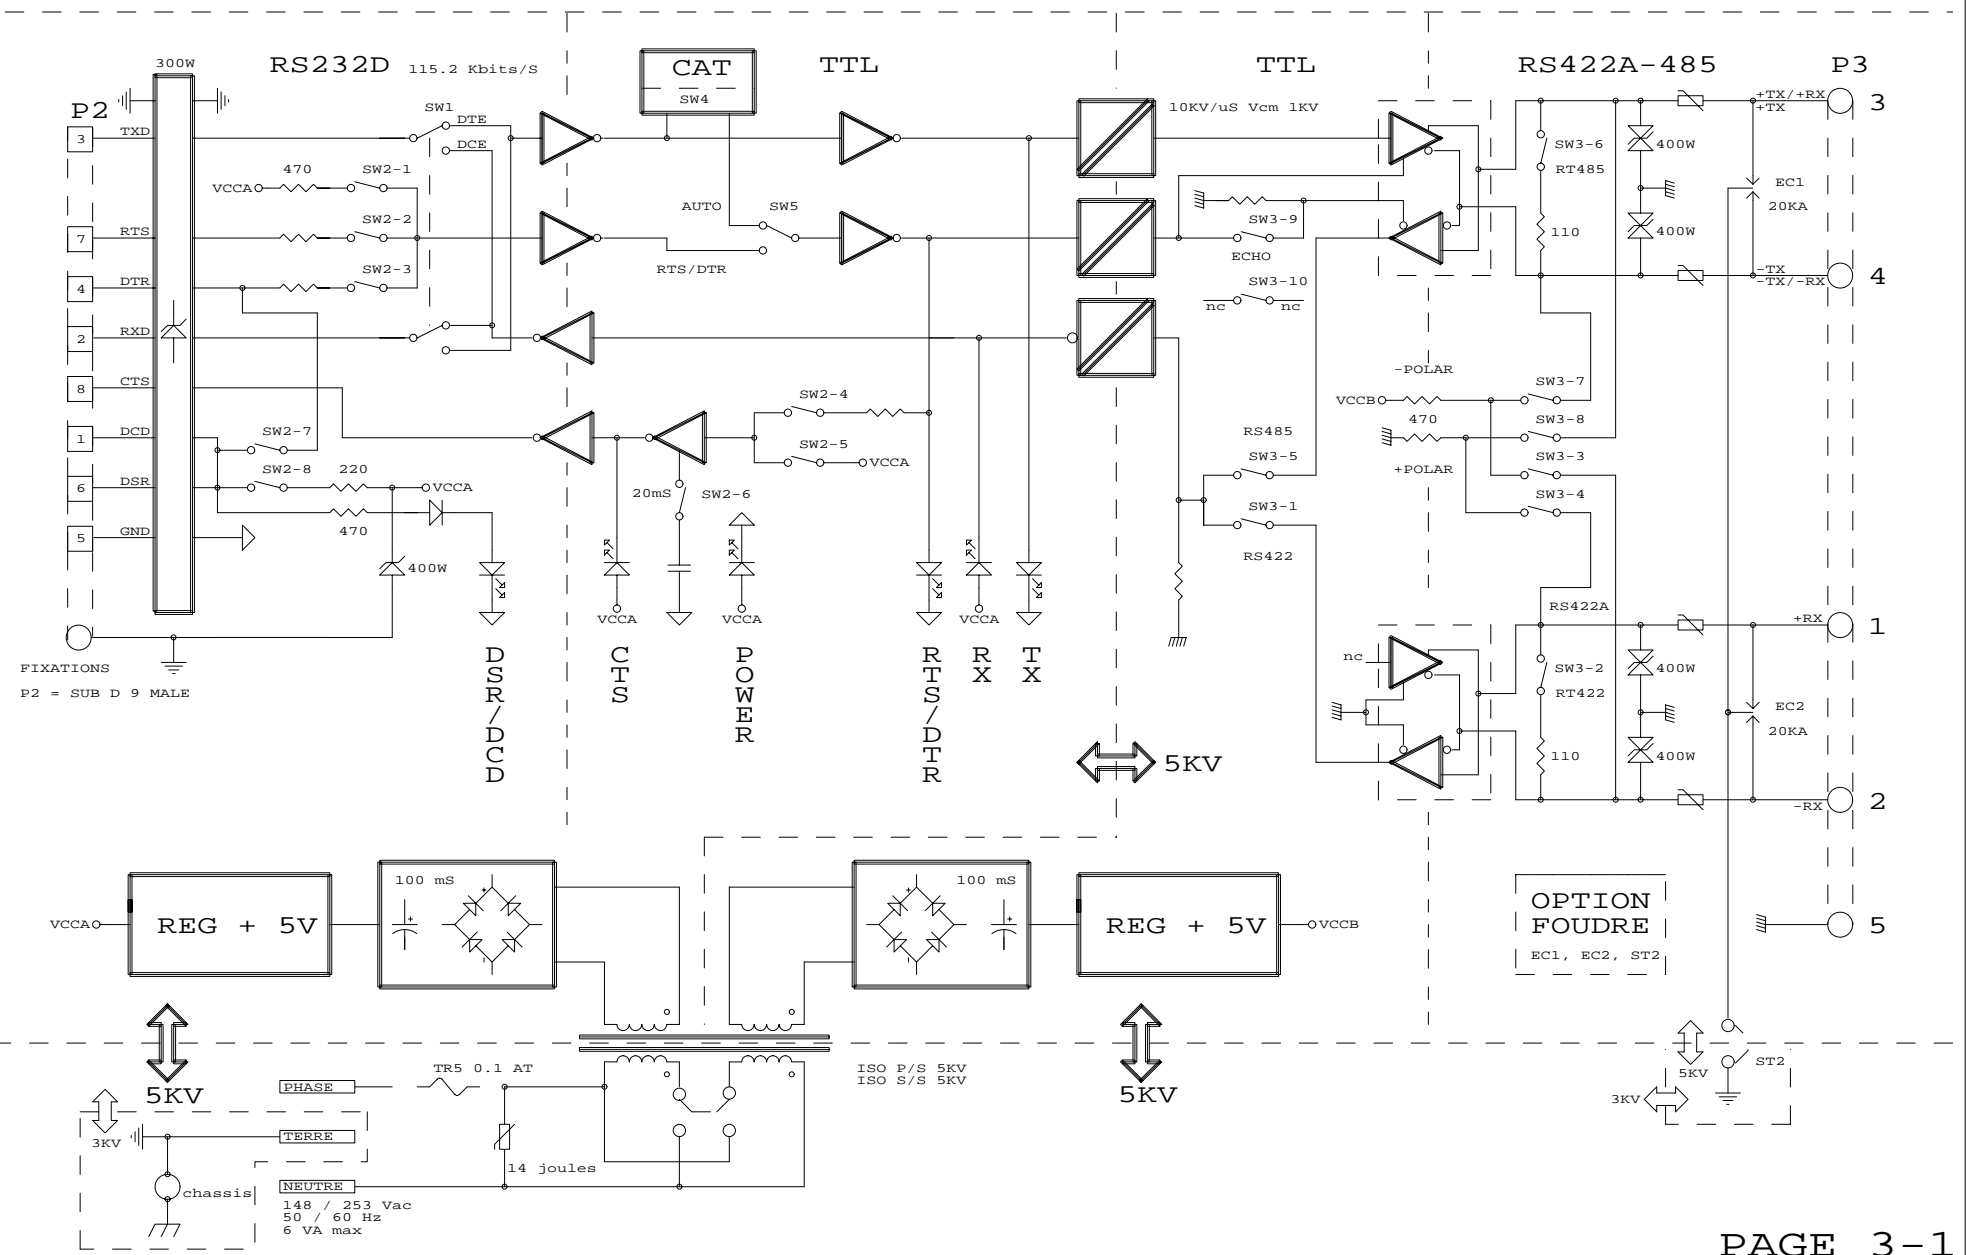 RS232D 115.2 Kbits/S
CAT
SW4
TTL
TTL
RS422A-485
P3
300W
P2
3 TXD
SW1
DTE
DCE
470
VCCA
SW2-1
7 RTS
SW2-2
4 DTR
SW2-3
2 RXD
8 CTS
1 DCD
SW2-7
SW2-8
220
VCCA
6 DSR
470
5 GND
400W
FIXATIONS
P2 = SUB D 9 MALE
AUTO
SW5
RTS/DTR
SW2-4
SW2-5
VCCA
20mS
SW2-6
VCCA
VCCA
VCCA
DSR/DCD
CTS
POWER
RTS/DTR
RX
TX
10KV/uS Vcm 1KV
SW3-9
ECHO
SW3-10
nc nc
RS485
SW3-5
SW3-1
RS422
-POLAR
VCCB
470
+POLAR
SW3-7
SW3-8
SW3-3
SW3-4
RS422A
SW3-6
RT485
110
400W
400W
+TX/+RX
+TX
3
EC1
20KA
-TX
-TX/-RX
4
nc
SW3-2
RT422
110
400W
400W
+RX
1
EC2
20KA
-RX
2
5KV
VCCA
REG + 5V
100 mS
+
+
-
100 mS
+
+
-
REG + 5V
VCCB
OPTION
FOUDRE
EC1, EC2, ST2
5
5KV
5KV
ISO P/S 5KV
ISO S/S 5KV
TR5 0.1 AT
PHASE
3KV
TERRE
chassis
NEUTRE
14 joules
148 / 253 Vac
50 / 60 Hz
6 VA max
5KV
ST2
3KV
PAGE 3-1